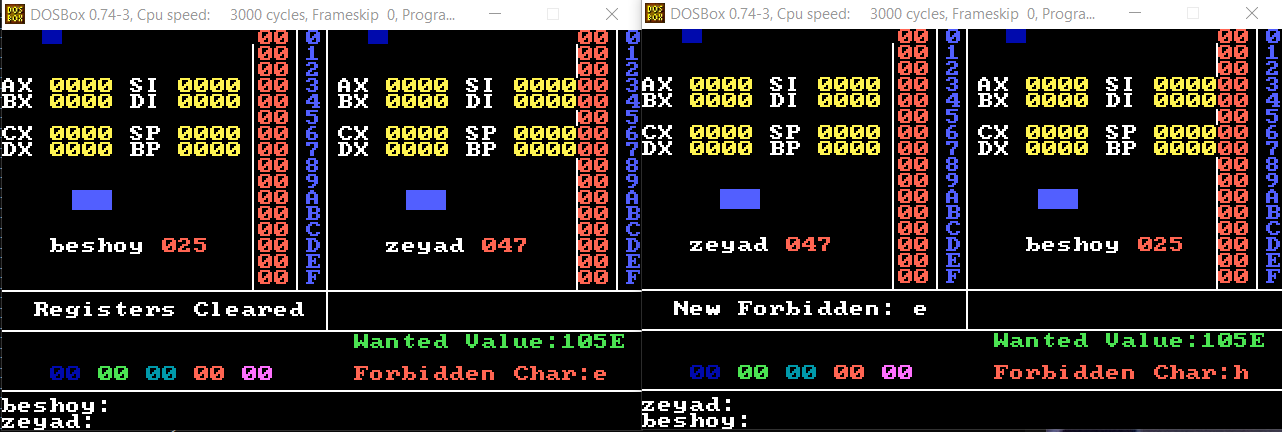 DOS BOX DOSBox 0.74-3, Cpu speed: 3000 cycles, Frameskip 0, Progra...
00 0 00 0
00 1 00 1
00 2 00 2
AX 0000 SI 0000 00 3 AX 0000 SI 0000 00 3
BX 0000 DI 0000 00 4 BX 0000 DI 0000 00 4
00 5 00 5
CX 0000 SP 0000 00 6 CX 0000 SP 0000 00 6
DX 0000 BP 0000 00 7 DX 0000 BP 0000 00 7
00 8 00 8
00 9 00 9
00 A 00 A
00 B 00 B
00 C 00 C
beshoy 025 00 D zeyad 047 00 D
00 E 00 E
00 F 00 F
Registers Cleared
Wanted Value:105E
00 00 00 00 00 Forbidden Char:e
beshoy:
zeyad:
DOS BOX DOSBox 0.74-3, Cpu speed: 3000 cycles, Frameskip 0, Progra...
00 0 00 0
00 1 00 1
00 2 00 2
AX 0000 SI 0000 00 3 AX 0000 SI 0000 00 3
BX 0000 DI 0000 00 4 BX 0000 DI 0000 00 4
00 5 00 5
CX 0000 SP 0000 00 6 CX 0000 SP 0000 00 6
DX 0000 BP 0000 00 7 DX 0000 BP 0000 00 7
00 8 00 8
00 9 00 9
00 A 00 A
00 B 00 B
00 C 00 C
zeyad 047 00 D beshoy 025 00 D
00 E 00 E
00 F 00 F
New Forbidden: e
Wanted Value:105E
00 00 00 00 00 Forbidden Char:h
zeyad:
beshoy: